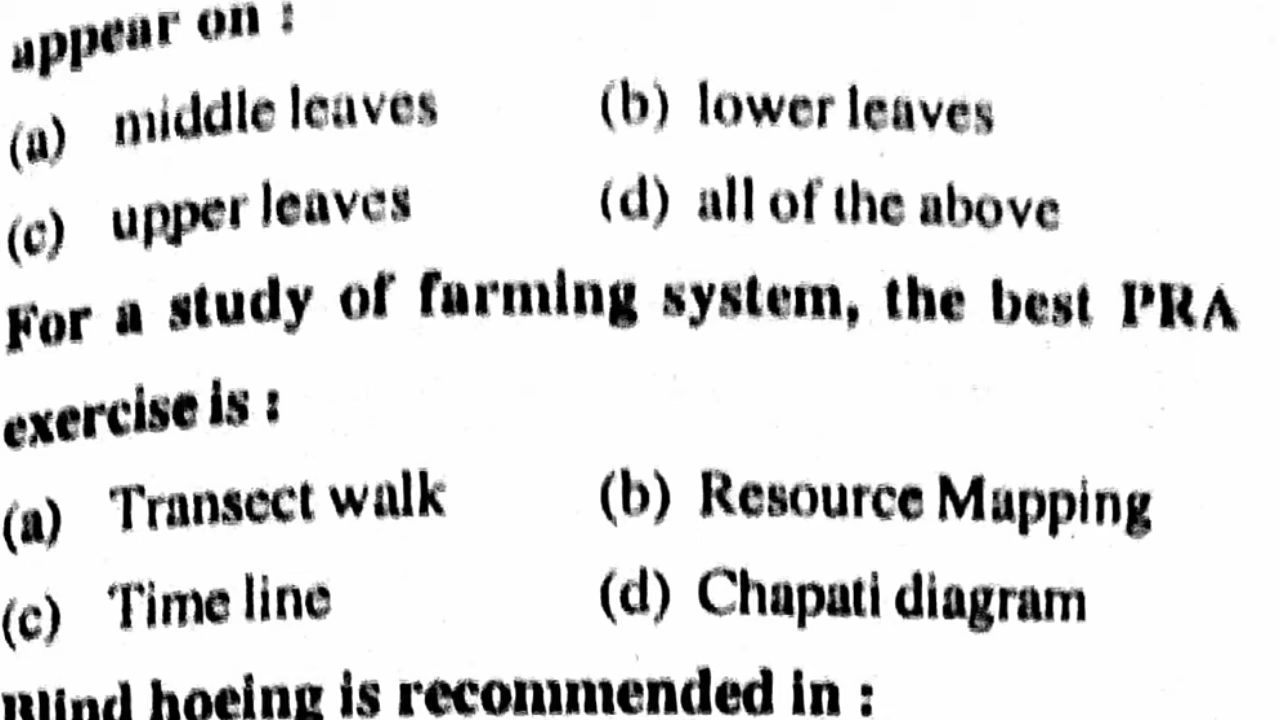 appear on :
(a) middle leaves (b) lower leaves
(c) upper leaves (d) all of the above
For a study of farming system, the best PRA
exercise is :
(a) Transect walk (b) Resource Mapping
(c) Time line (d) Chapati diagram
Blind hoeing is recommended in :